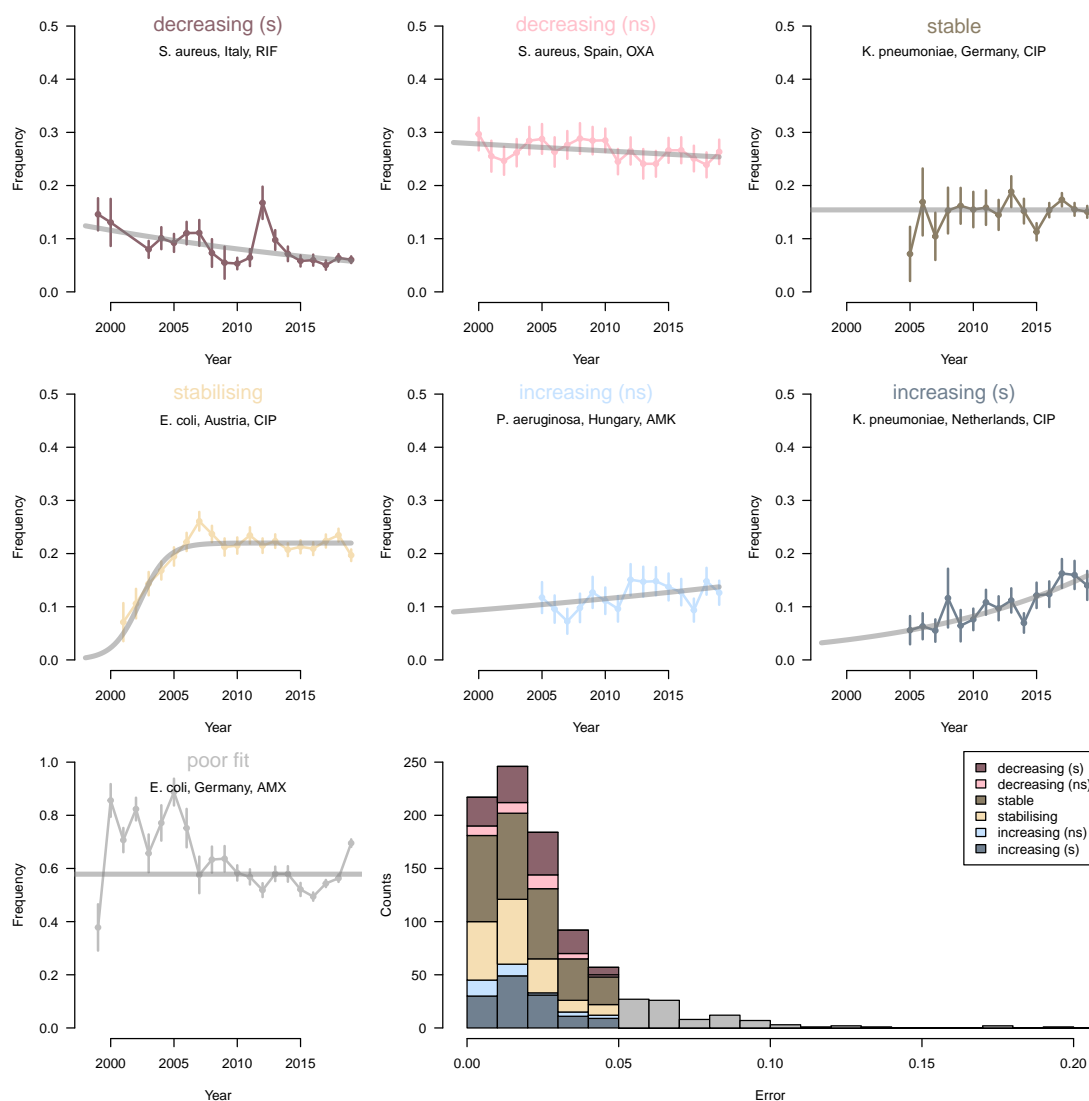 decreasing (s)
S. aureus, Italy, RIF
Frequency
0.5
0.4
0.3
0.2
0.1
0.0
2000 2005 2010 2015
Year
decreasing (ns)
S. aureus, Spain, OXA
Frequency
0.5
0.4
0.3
0.2
0.1
0.0
2000 2005 2010 2015
Year
stable
K. pneumoniae, Germany, CIP
Frequency
0.5
0.4
0.3
0.2
0.1
0.0
2000 2005 2010 2015
Year
stabilising
E. coli, Austria, CIP
Frequency
0.5
0.4
0.3
0.2
0.1
0.0
2000 2005 2010 2015
Year
increasing (ns)
P. aeruginosa, Hungary, AMK
Frequency
0.5
0.4
0.3
0.2
0.1
0.0
2000 2005 2010 2015
Year
increasing (s)
K. pneumoniae, Netherlands, CIP
Frequency
0.5
0.4
0.3
0.2
0.1
0.0
2000 2005 2010 2015
Year
poor fit
E. coli, Germany, AMX
Frequency
1.0
0.8
0.6
0.4
0.2
0.0
2000 2005 2010 2015
Year
Counts
250
200
150
100
50
0
0.00 0.05 0.10 0.15 0.20
Error
decreasing (s)
decreasing (ns)
stable
stabilising
increasing (ns)
increasing (s)